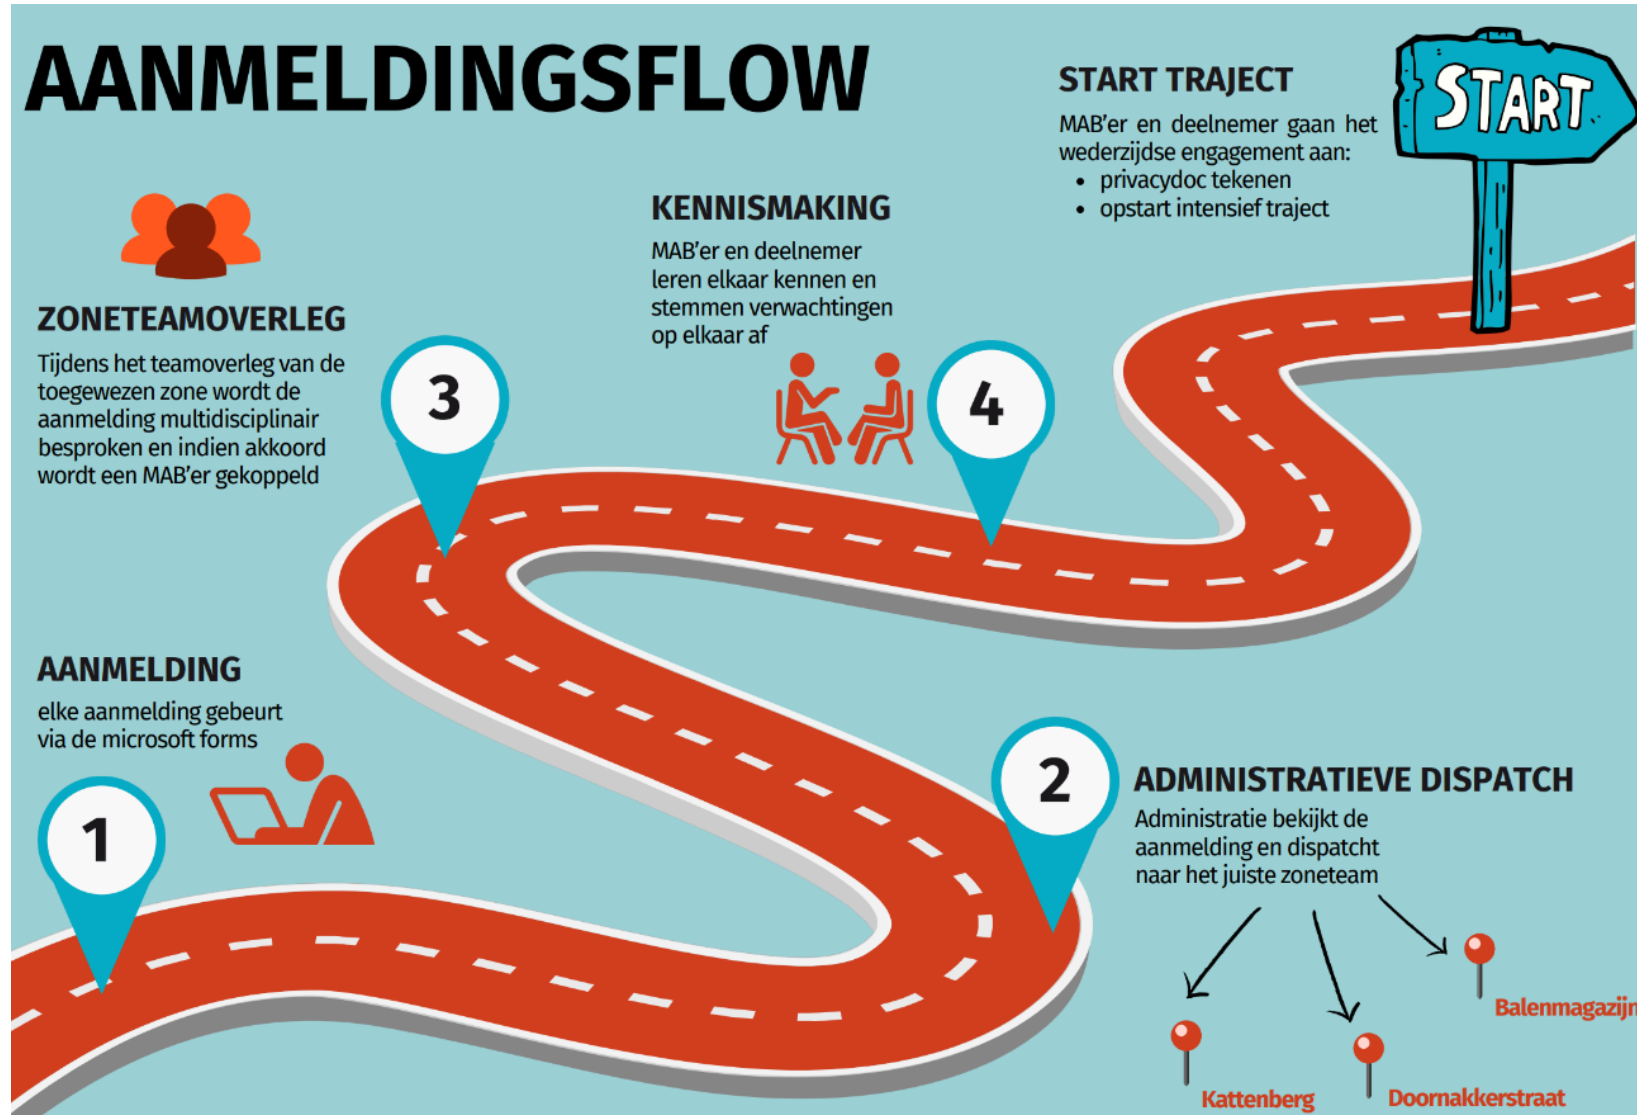 AANMELDINGSFLOW
START TRAJECT
MAB'er en deelnemer gaan het
wederzijdse engagement aan:
• privacydoc tekenen
• opstart intensief traject
START
KENNISMAKING
MAB'er en deelnemer
leren elkaar kennen en
stemmen verwachtingen
op elkaar af
4
ZONETEAMOVERLEG
Tijdens het teamoverleg van de
toegewezen zone wordt de
aanmelding multidisciplinair
besproken en indien akkoord
wordt een MAB'er gekoppeld
3
AANMELDING
elke aanmelding gebeurt
via de microsoft forms
1
2
ADMINISTRATIEVE DISPATCH
Administratie bekijkt de
aanmelding en dispatcht
naar het juiste zoneteam
Balenmagazijn
Kattenberg
Doornakkerstraat